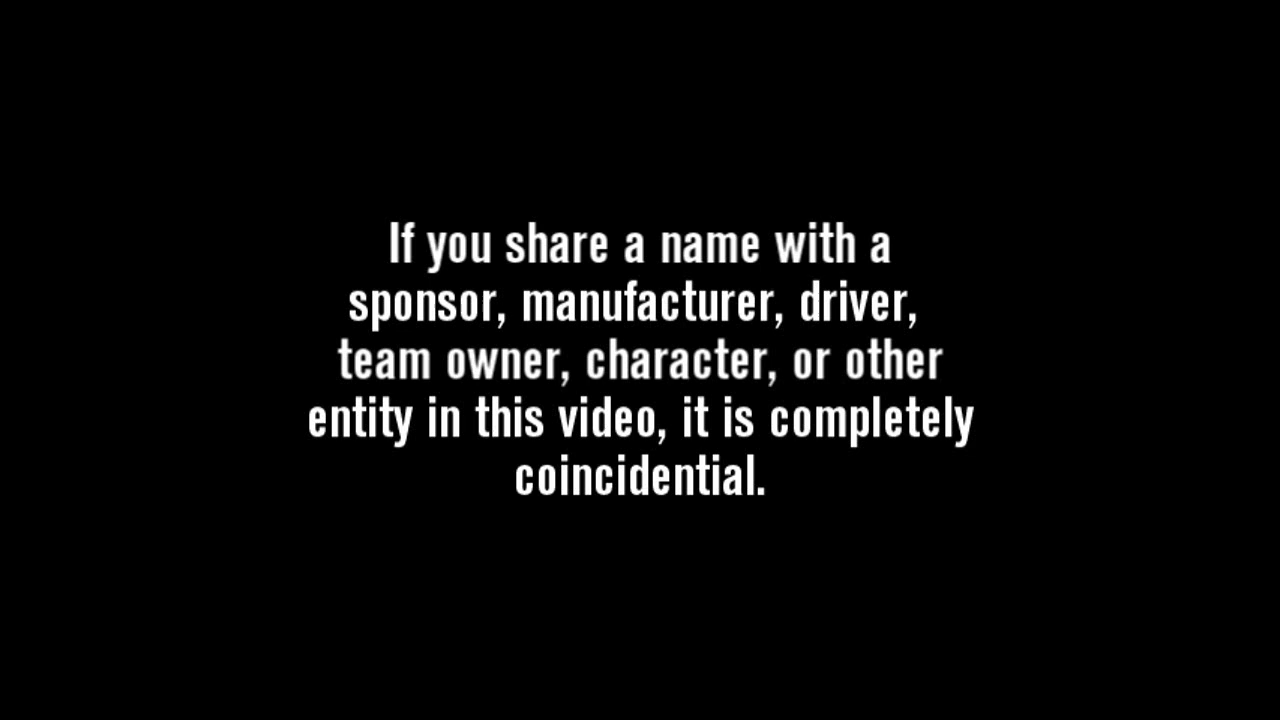 If you share a name with a
sponsor, manufacturer, driver,
team owner, character, or other
entity in this video, it is completely
coincidential.